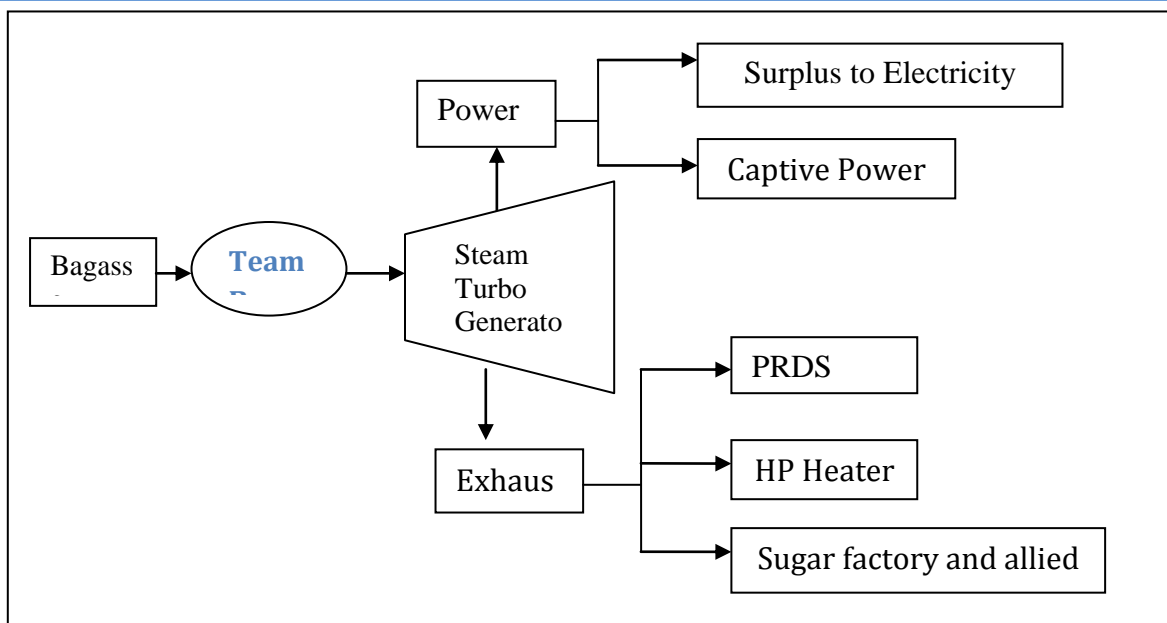 Surplus to Electricity
Power
Captive Power
Bagass
Team
Steam
Turbo
Generato
PRDS
HP Heater
Exhaus
Sugar factory and allied